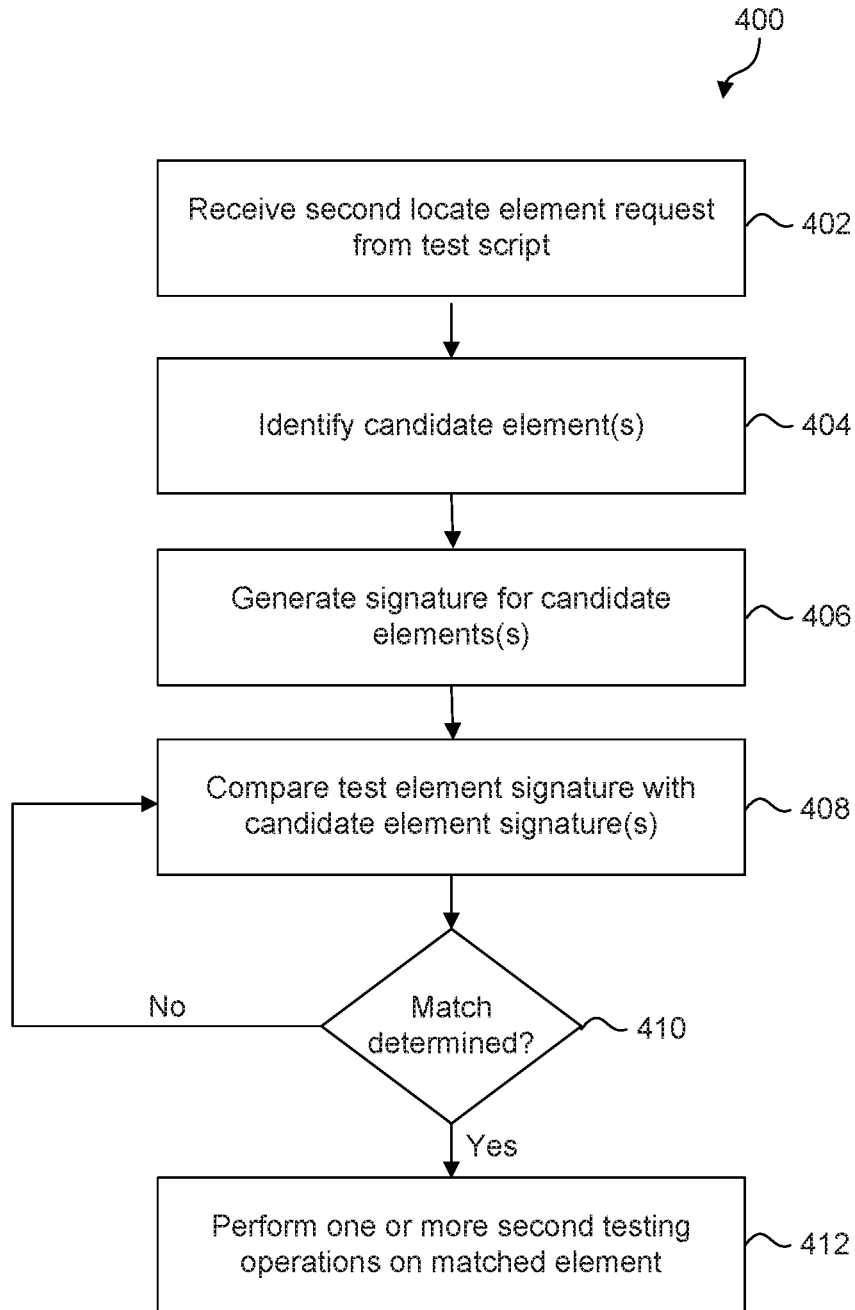 400
Receive second locate element request
from test script
402
Identify candidate element(s)
404
Generate signature for candidate
elements(s)
406
Compare test element signature with
candidate element signature(s)
408
No
Match
determined?
410
Yes
Perform one or more second testing
operations on matched element
412